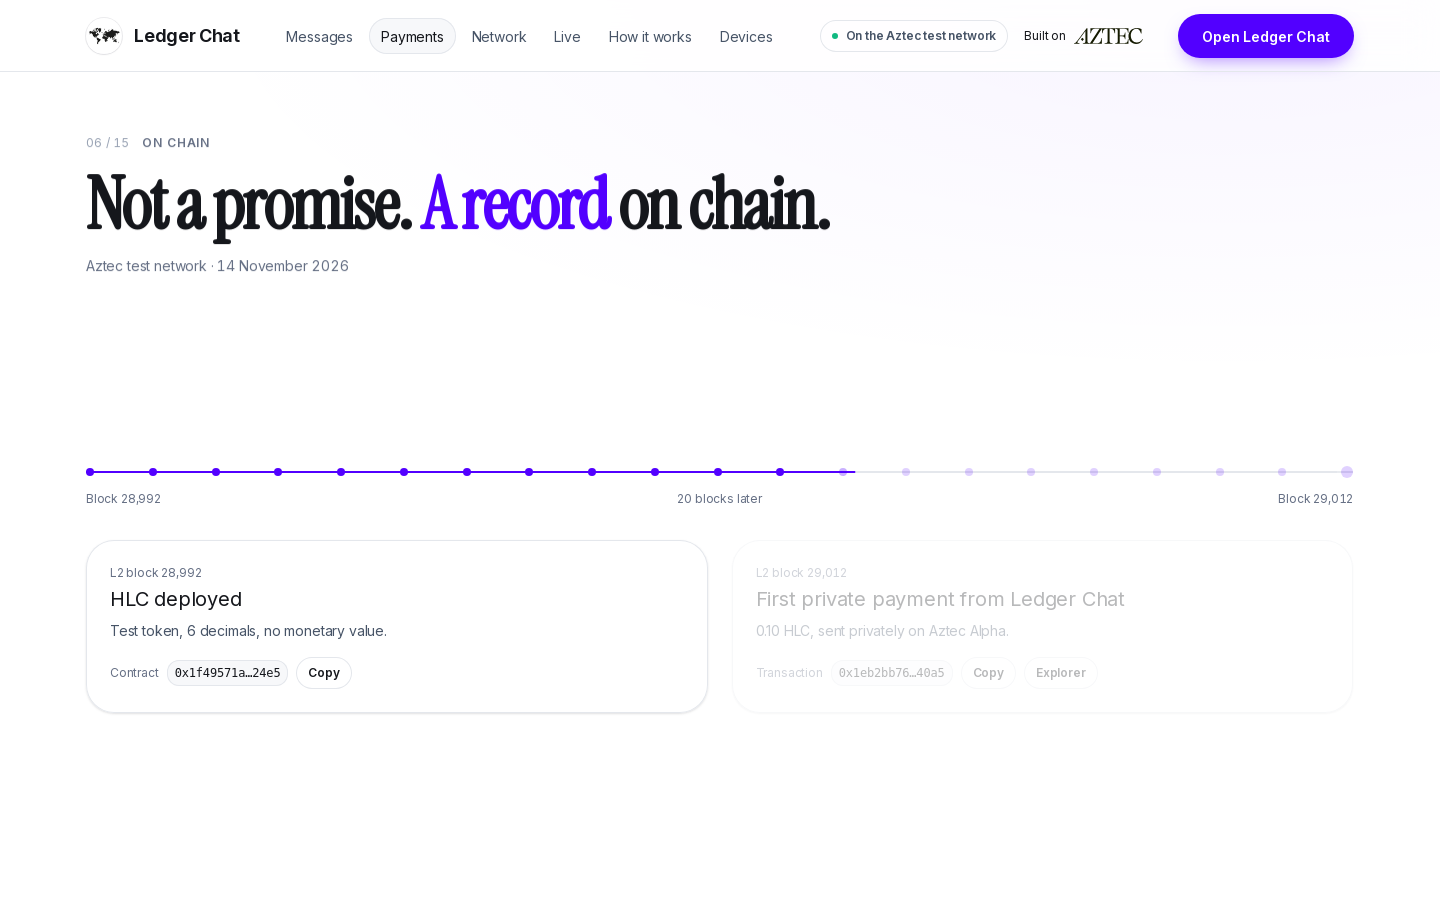 Ledger Chat
Messages
Payments
Network
Live
How it works
Devices
On the Aztec test network
Built on AZTEC
Open Ledger Chat
06 / 15 ON CHAIN
Not a promise. A record on chain.
Aztec test network · 14 November 2026
Block 28,992
20 blocks later
Block 29,012
L2 block 28,992
HLC deployed
Test token, 6 decimals, no monetary value.
Contract 0x1f49571a…24e5 Copy
L2 block 29,012
First private payment from Ledger Chat
0.10 HLC, sent privately on Aztec Alpha.
Transaction 0x1eb2bb76…40a5 Copy Explorer